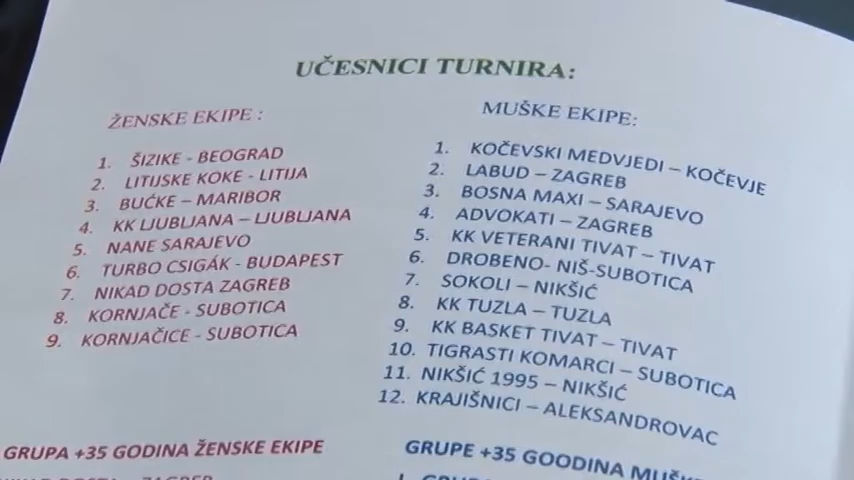 UČESNICI TURNIRA:
ŽENSKE EKIPE :
1. ŠIZIKE - BEOGRAD
2. LITIJSKE KOKE - LITIJA
3. BUĆKE – MARIBOR
4. KK LJUBLJANA – LJUBLJANA
5. NANE SARAJEVO
6. TURBO CSIGÁK - BUDAPEST
7. NIKAD DOSTA ZAGREB
8. KORNJAČE - SUBOTICA
9. KORNJAČICE - SUBOTICA
MUŠKE EKIPE:
1. KOČEVSKI MEDVJEDI – KOČEVJE
2. LABUD – ZAGREB
3. BOSNA MAXI – SARAJEVO
4. ADVOKATI – ZAGREB
5. KK VETERANI TIVAT – TIVAT
6. DROBENO- NIŠ-SUBOTICA
7. SOKOLI – NIKŠIĆ
8. KK TUZLA – TUZLA
9. KK BASKET TIVAT – TIVAT
10. TIGRASTI KOMARCI – SUBOTICA
11. NIKŠIĆ 1995 – NIKŠIĆ
12. KRAJIŠNICI – ALEKSANDROVAC
GRUPA +35 GODINA ŽENSKE EKIPE
GRUPE +35 GOODINA